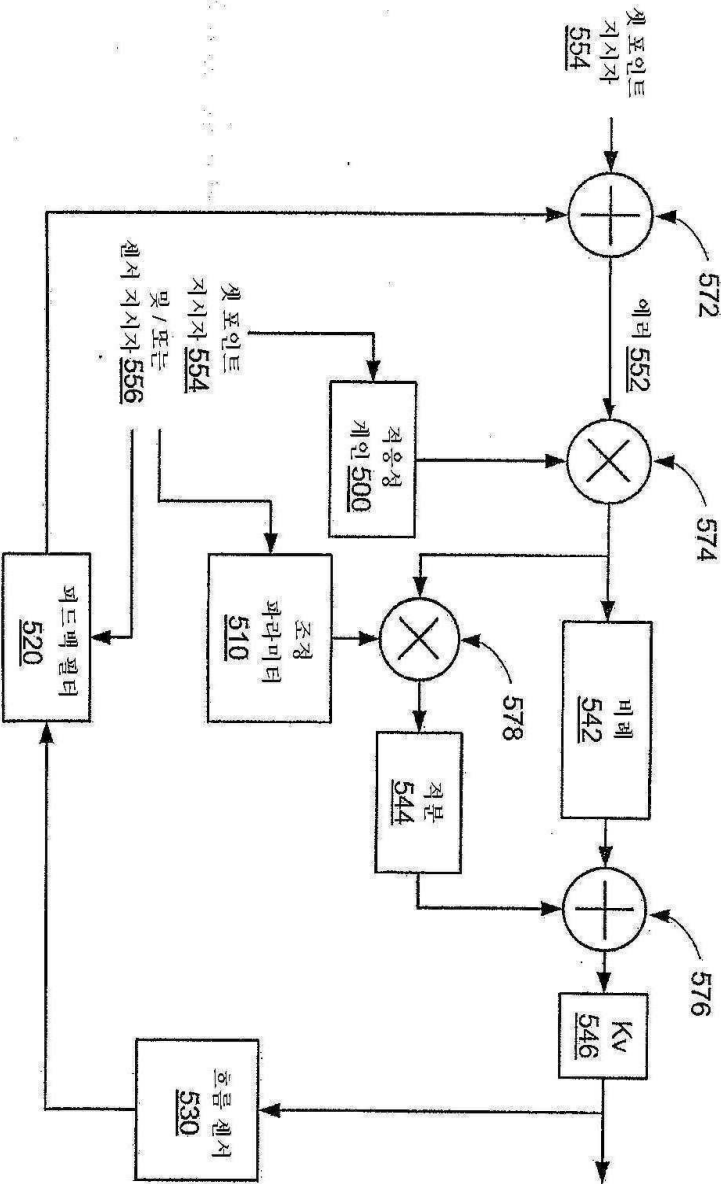 셋 포인트
지시자
554
572
에러 552
574
적응성
게인 500
셋 포인트
지시자 554
및/또는
센서 지시자 556
비례
542
578
조정
파라미터
510
적분
544
576
Kv
546
피드백 필터
520
흐름 센서
530